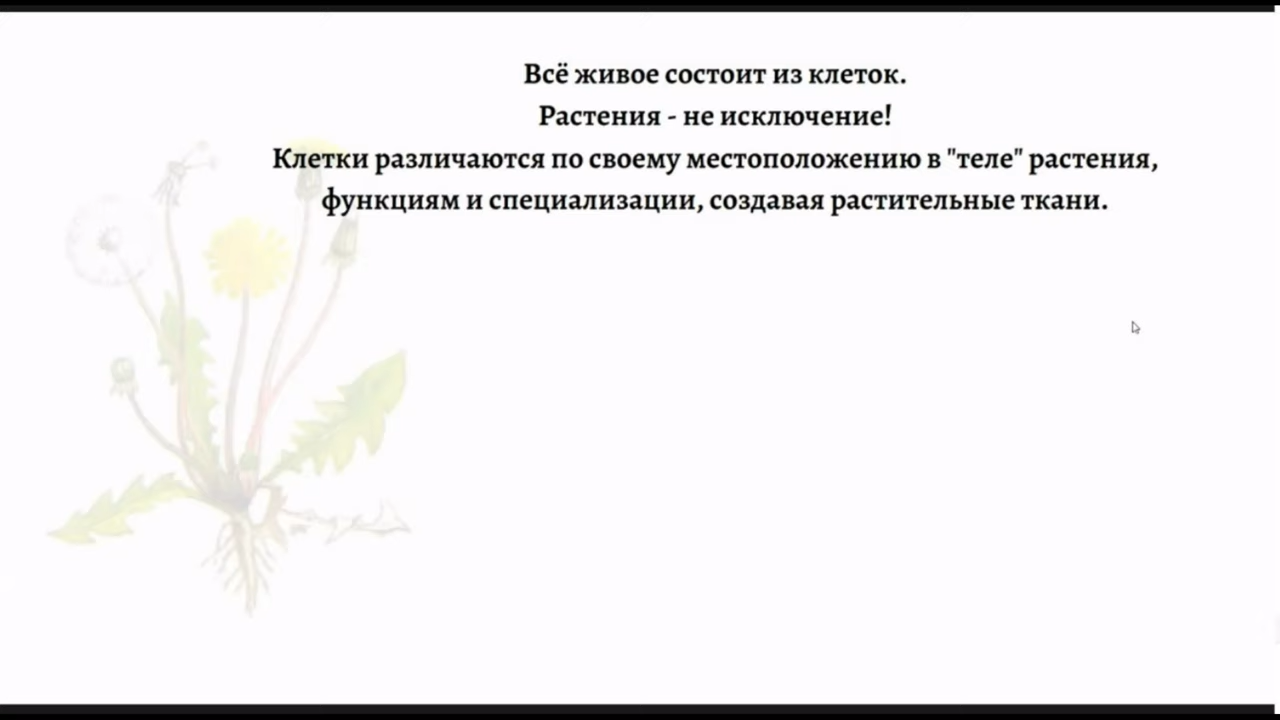 Всё живое состоит из клеток.
Растения - не исключение!
Клетки различаются по своему местоположению в "теле" растения,
функциям и специализации, создавая растительные ткани.